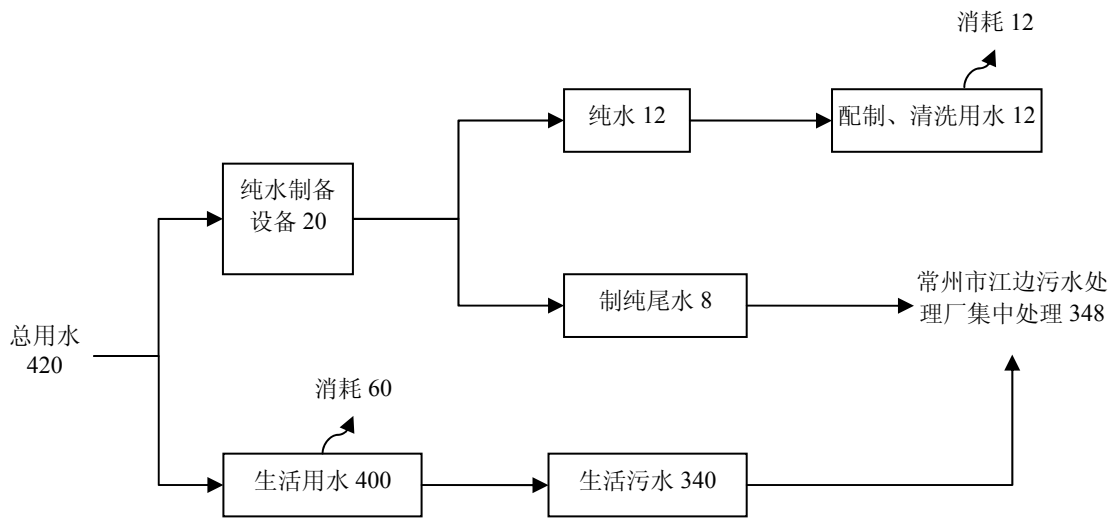 消耗 12
纯水 12
配制、清洗用水 12
纯水制备
设备 20
制纯尾水 8
常州市江边污水处
理厂集中处理 348
总用水
420
消耗 60
生活用水 400
生活污水 340